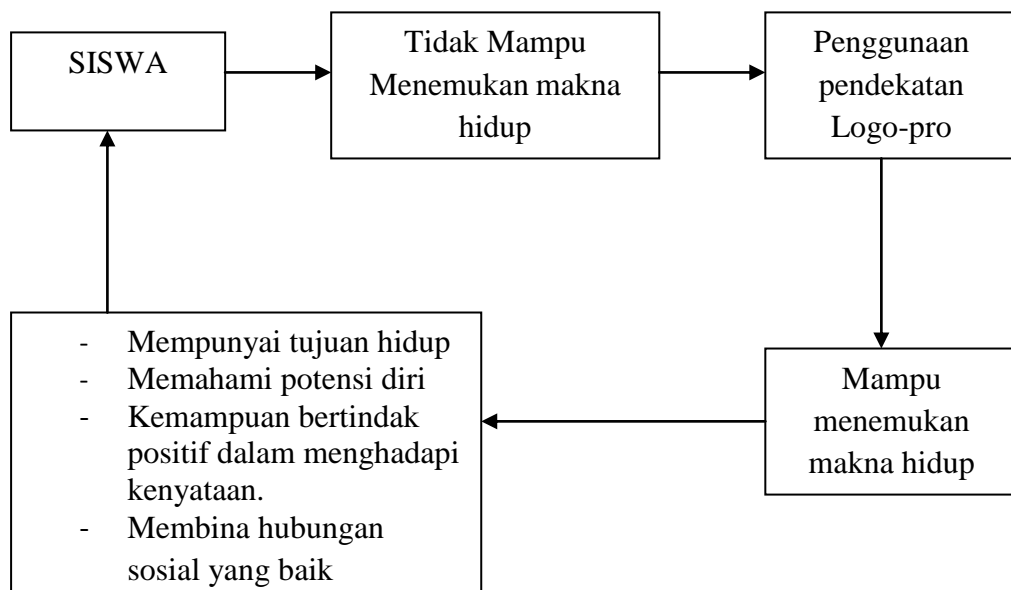 SISWA
Tidak Mampu
Menemukan makna
hidup
Penggunaan
pendekatan
Logo-pro
Mampu
menemukan
makna hidup
- Mempunyai tujuan hidup
- Memahami potensi diri
- Kemampuan bertindak
positif dalam menghadapi
kenyataan.
- Membina hubungan
sosial yang baik